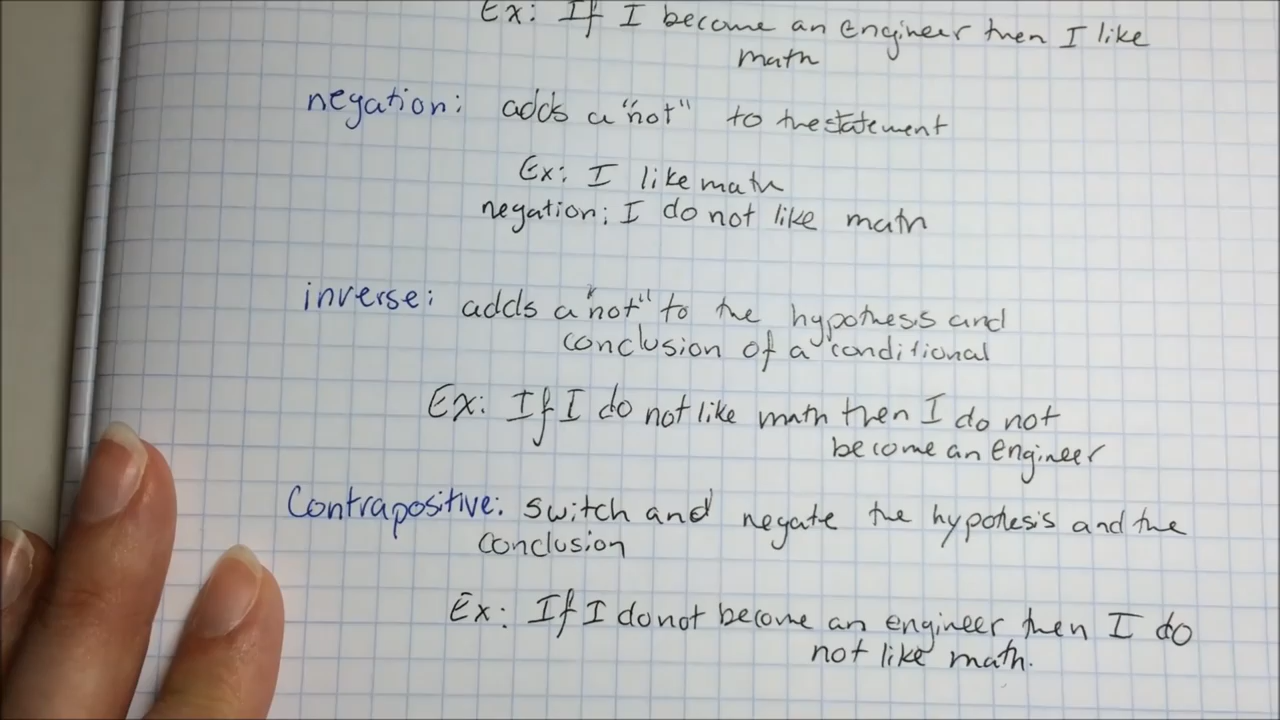 Ex: If I become an engineer then I like
math
negation: adds a "not" to the statement
Ex: I like math
negation: I do not like math
inverse: adds a "not" to the hypothesis and
conclusion of a conditional
Ex: If I do not like math then I do not
become an engineer
Contrapositive: switch and negate the hypothesis and the
conclusion
Ex: If I do not become an engineer, then I do
not like math.